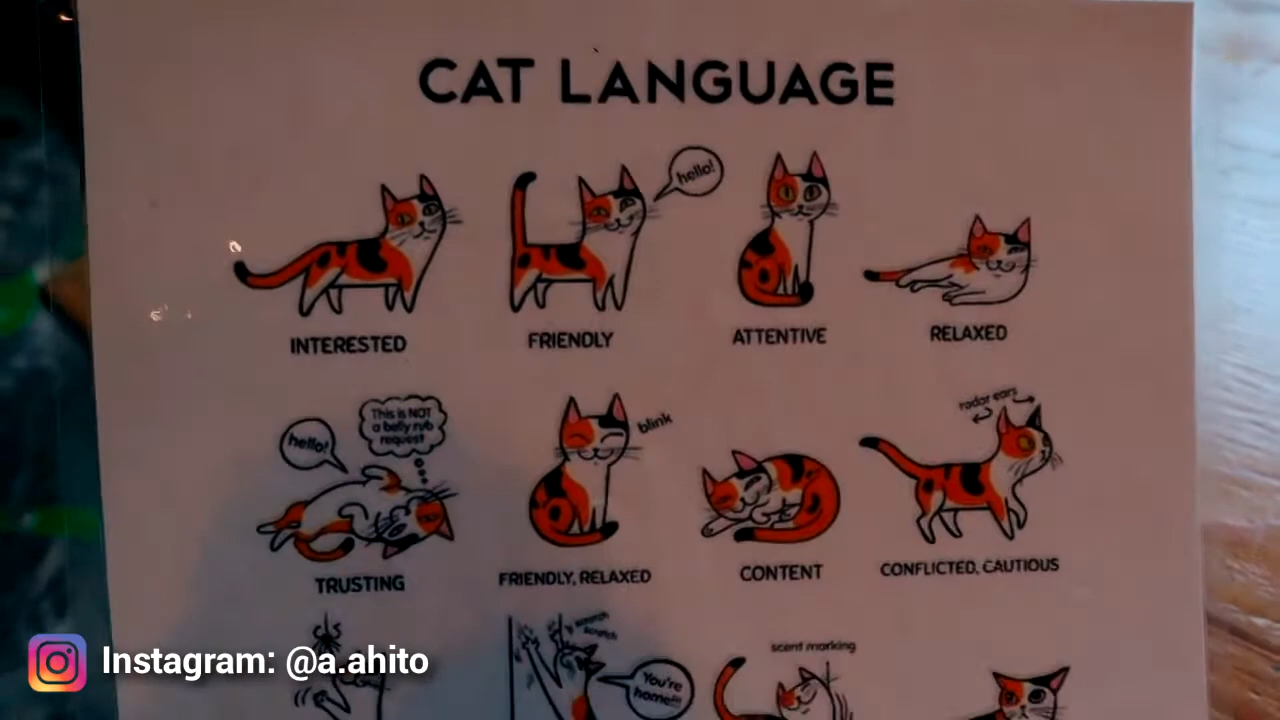 CAT LANGUAGE
hello!
INTERESTED
FRIENDLY
ATTENTIVE
RELAXED
hello!
This is NOT
a belly rub
request
blink
radar ears
TRUSTING
FRIENDLY, RELAXED
CONTENT
CONFLICTED, CAUTIOUS
scratch
You're
home!!!
scent marking
Instagram: @a.ahito